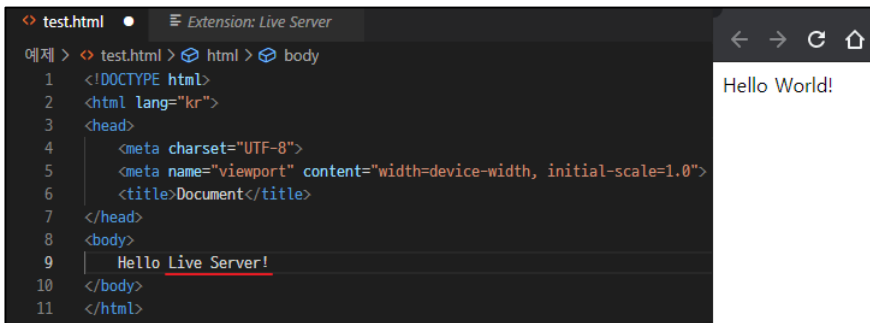 test.html
Extension: Live Server
예제 > test.html > html > body
1 <!DOCTYPE html>
2 <html lang="kr">
3 <head>
4 <meta charset="UTF-8">
5 <meta name="viewport" content="width=device-width, initial-scale=1.0">
6 <title>Document</title>
7 </head>
8 <body>
9 Hello Live Server!
10 </body>
11 </html>
Hello World!